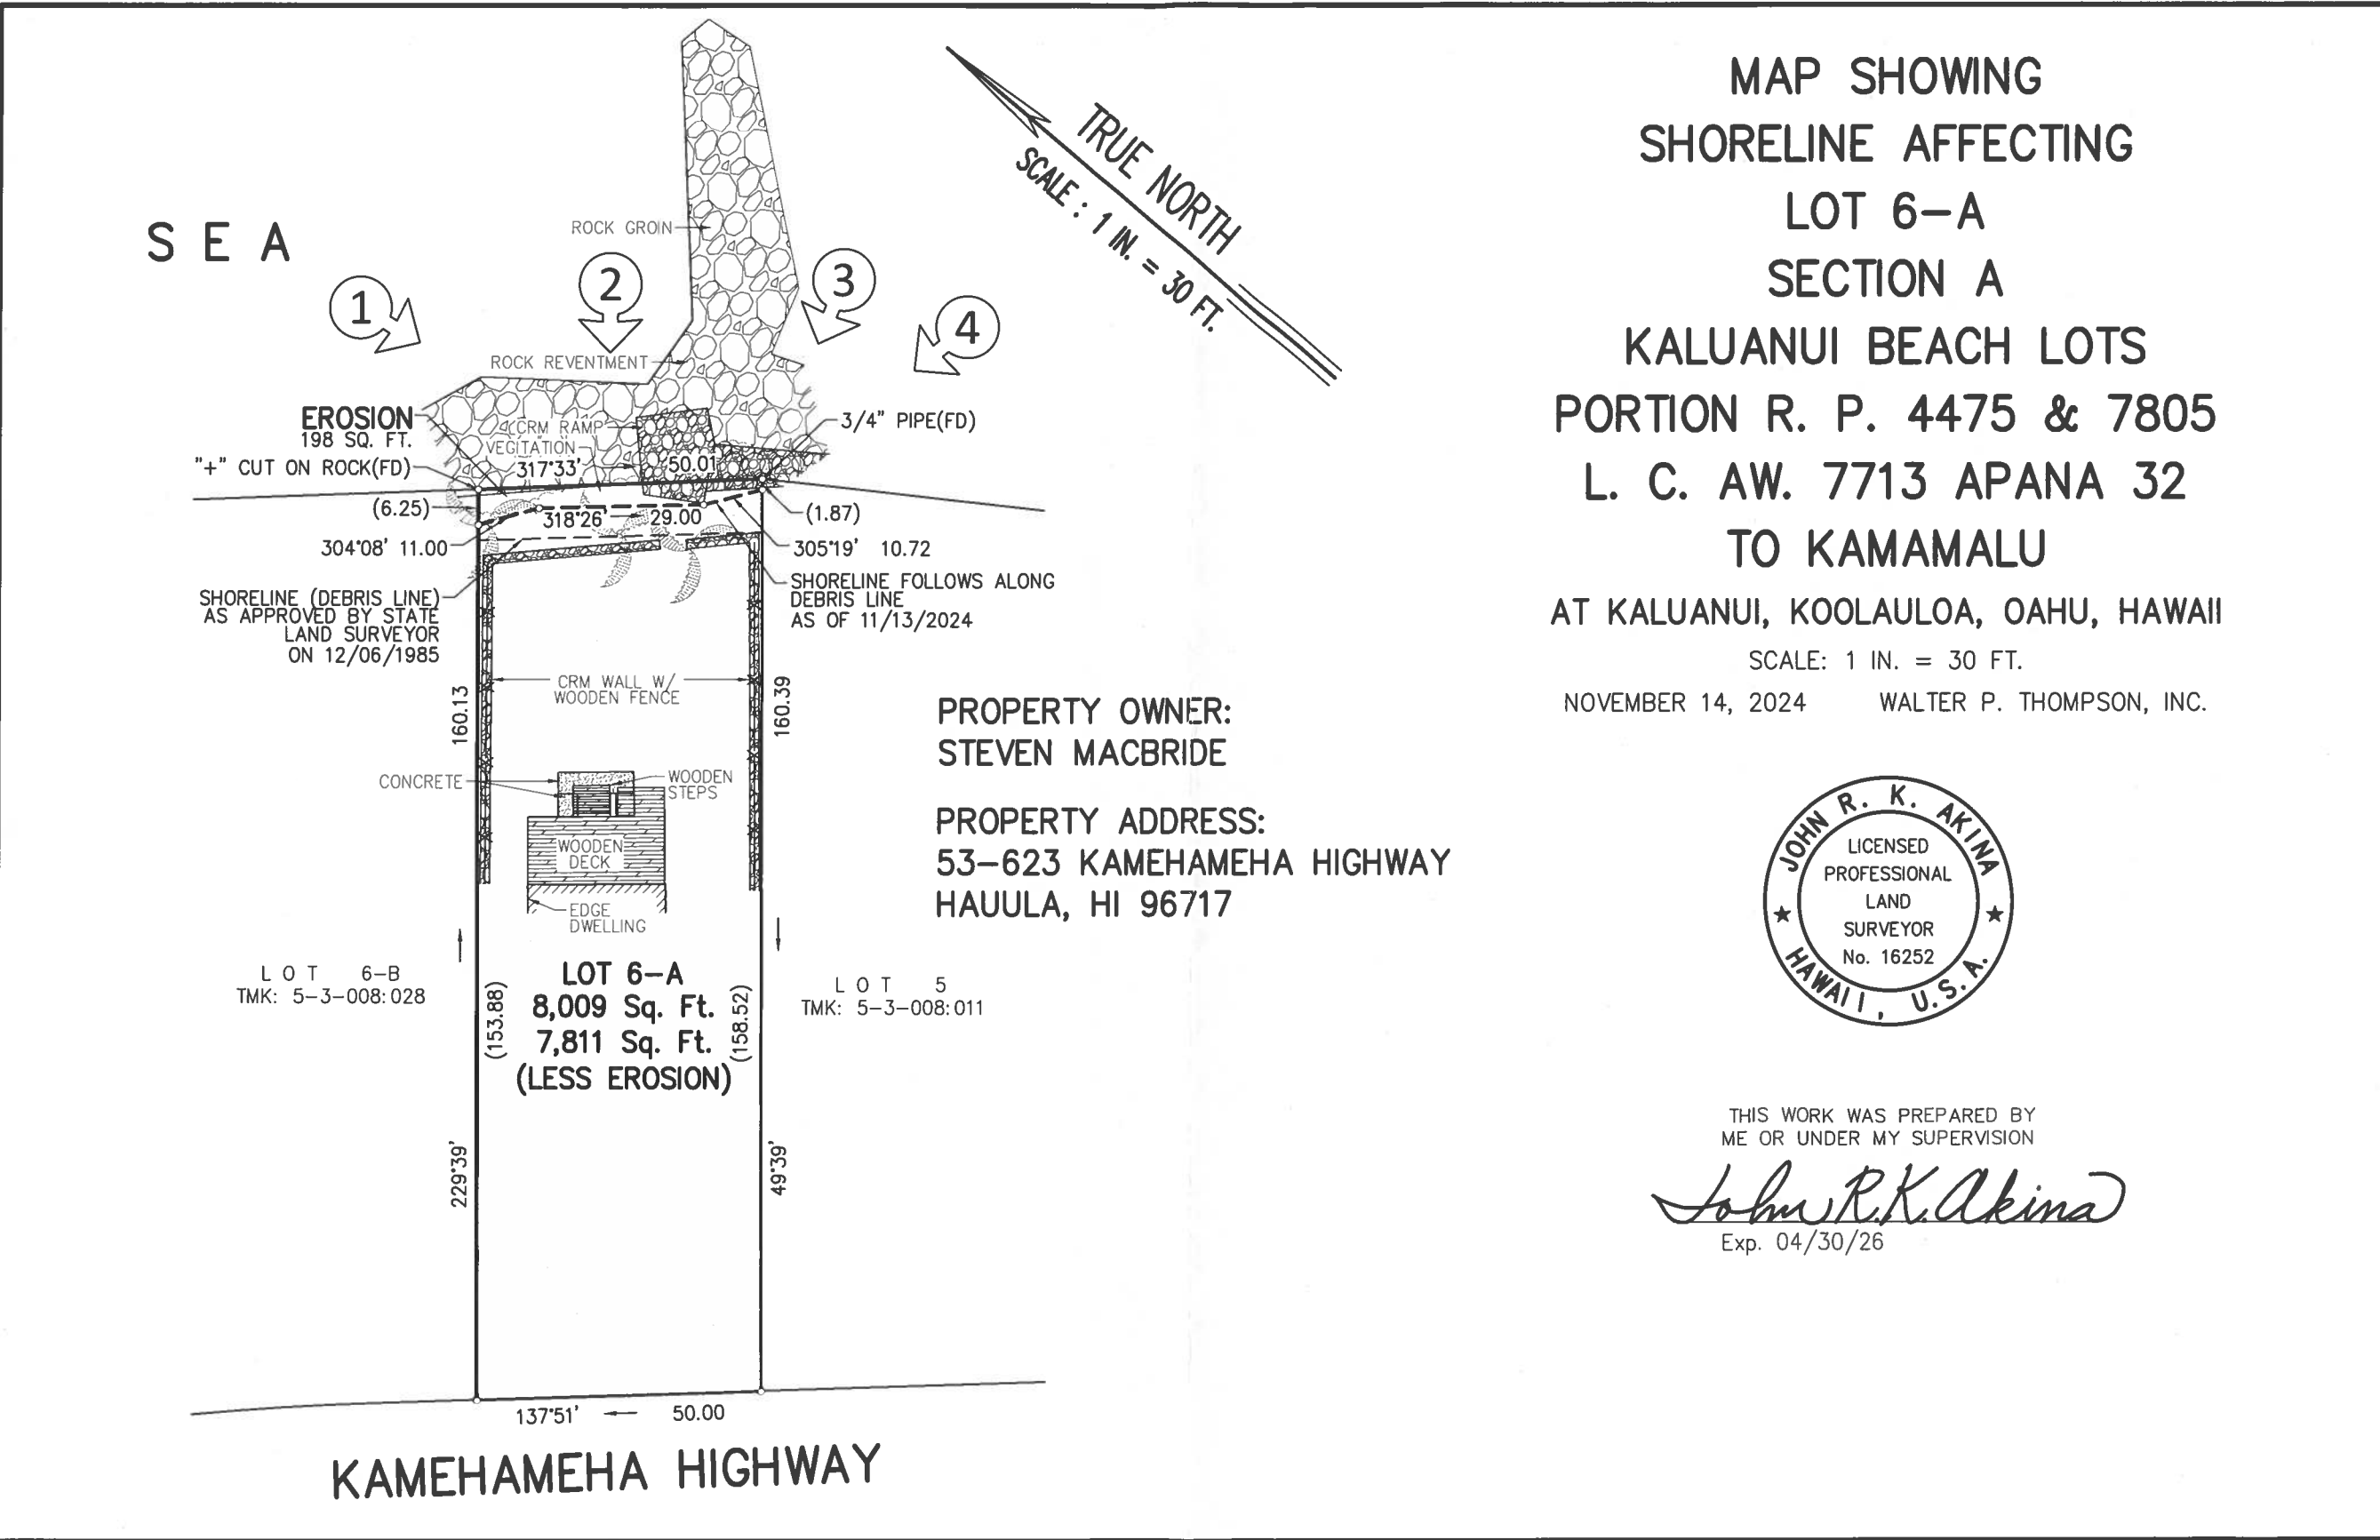 MAP SHOWING
SHORELINE AFFECTING
LOT 6-A
SECTION A
KALUANUI BEACH LOTS
PORTION R. P. 4475 & 7805
L. C. AW. 7713 APANA 32
TO KAMAMALU
AT KALUANUI, KOOLAULOA, OAHU, HAWAII
SCALE: 1 IN. = 30 FT.
NOVEMBER 14, 2024 WALTER P. THOMPSON, INC.
JOHN R. K. AKINA
LICENSED
PROFESSIONAL
LAND
SURVEYOR
No. 16252
HAWAII, U.S.A.
THIS WORK WAS PREPARED BY
ME OR UNDER MY SUPERVISION
John R.K. Akina
Exp. 04/30/26
TRUE NORTH
SCALE : 1 IN. = 30 FT.
SEA
ROCK GROIN
1
2
3
4
ROCK REVENTMENT
EROSION
198 SQ. FT.
CRM RAMP
VEGITATION
3/4" PIPE(FD)
"+" CUT ON ROCK(FD)
317°33'
50.01
(6.25)
318°26'
29.00
(1.87)
304°08' 11.00
305°19' 10.72
SHORELINE (DEBRIS LINE)
AS APPROVED BY STATE
LAND SURVEYOR
ON 12/06/1985
SHORELINE FOLLOWS ALONG
DEBRIS LINE
AS OF 11/13/2024
CRM WALL W/
WOODEN FENCE
160.13
160.39
PROPERTY OWNER:
STEVEN MACBRIDE
PROPERTY ADDRESS:
53-623 KAMEHAMEHA HIGHWAY
HAUULA, HI 96717
CONCRETE
WOODEN
STEPS
WOODEN
DECK
EDGE
DWELLING
LOT 6-B
TMK: 5-3-008:028
LOT 6-A
8,009 Sq. Ft.
7,811 Sq. Ft.
(LESS EROSION)
(153.88)
(158.52)
LOT 5
TMK: 5-3-008:011
229°39'
49°39'
137°51'
50.00
KAMEHAMEHA HIGHWAY